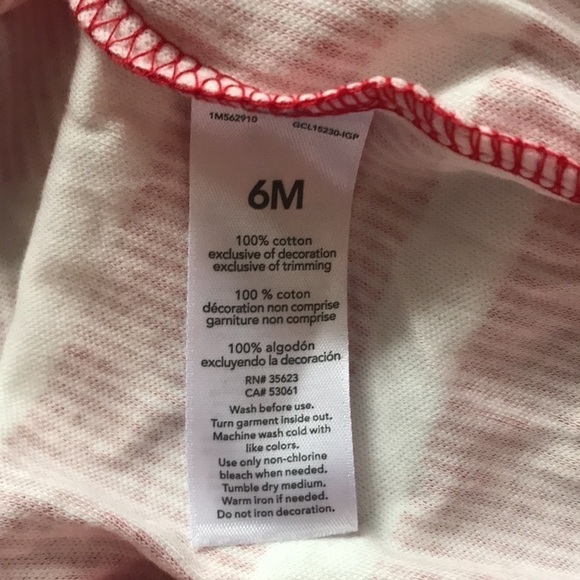 1M562910 GCL15230-IGP
6M
100% cotton
exclusive of decoration
exclusive of trimming
100 % coton
décoration non comprise
garniture non comprise
100% algodón
excluyendo la decoración
RN# 35623
CA# 53061
Wash before use.
Turn garment inside out.
Machine wash cold with
like colors.
Use only non-chlorine
bleach when needed.
Tumble dry medium.
Warm iron if needed.
Do not iron decoration.